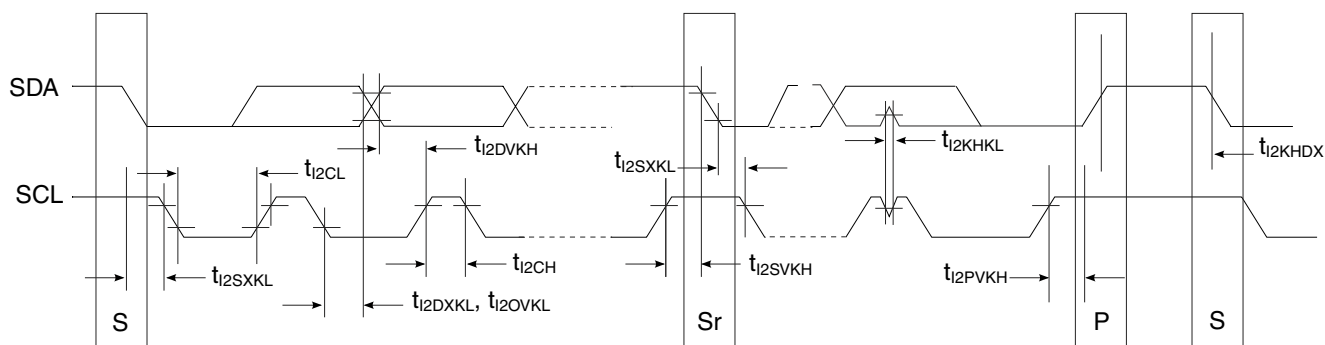 SDA
SCL
tI2DVKH
tI2CL
tI2SXKL
tI2KHKL
tI2KHDX
tI2SXKL
tI2CH
tI2DXKL, tI2OVKL
tI2SVKH
tI2PVKH
S
Sr
P
S